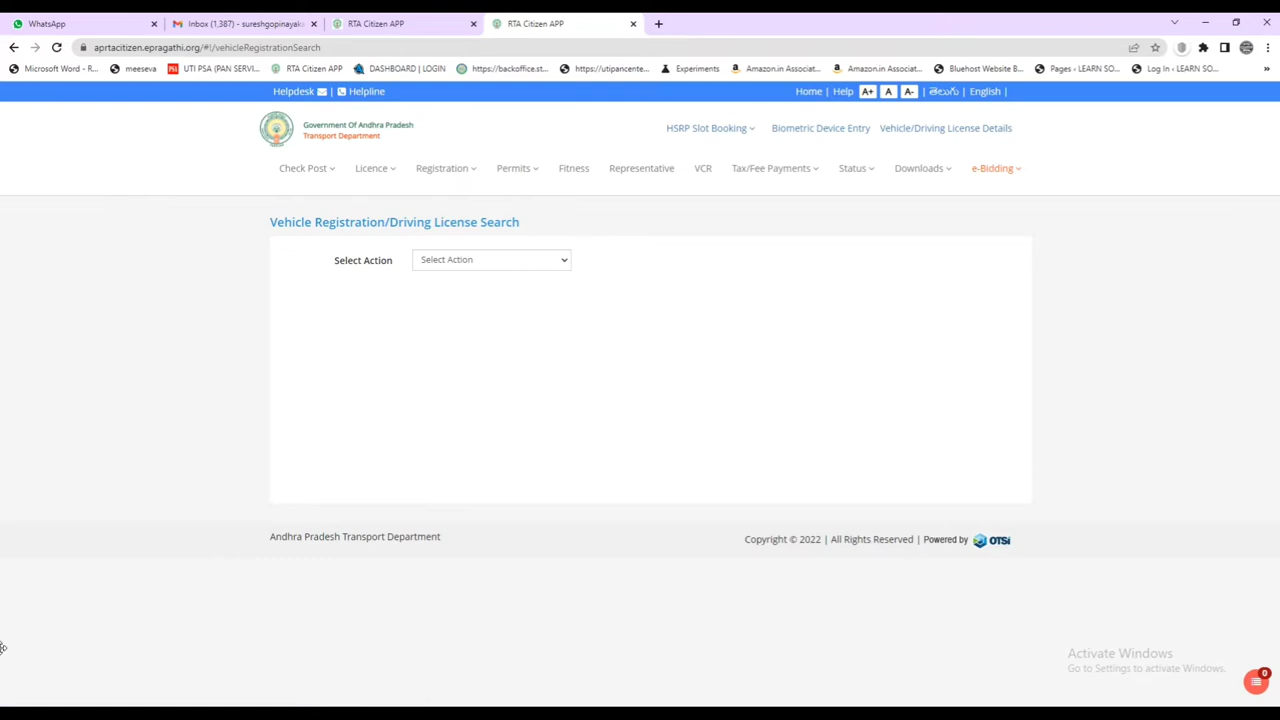 WhatsApp
Inbox (1,387) - sureshgopinayak
RTA Citizen APP
RTA Citizen APP
aprtacitizen.epragathi.org/#!/vehicleRegistrationSearch
Microsoft Word - R...
meeseva
UTI PSA (PAN SERVI...
RTA Citizen APP
DASHBOARD | LOGIN
https://backoffice.st...
https://utipancente...
Experiments
Amazon.in Associat...
Amazon.in Associat...
Bluehost Website B...
Pages ‹ LEARN SO...
Log In ‹ LEARN SO...
»
Helpdesk | Helpline
Home | Help A+ A A- | తెలుగు | English |
Government Of Andhra Pradesh
Transport Department
HSRP Slot Booking
Biometric Device Entry
Vehicle/Driving License Details
Check Post
Licence
Registration
Permits
Fitness
Representative
VCR
Tax/Fee Payments
Status
Downloads
e-Bidding
Vehicle Registration/Driving License Search
Select Action
Select Action
Andhra Pradesh Transport Department
Copyright © 2022 | All Rights Reserved | Powered by OTSi
Activate Windows
Go to Settings to activate Windows.
0